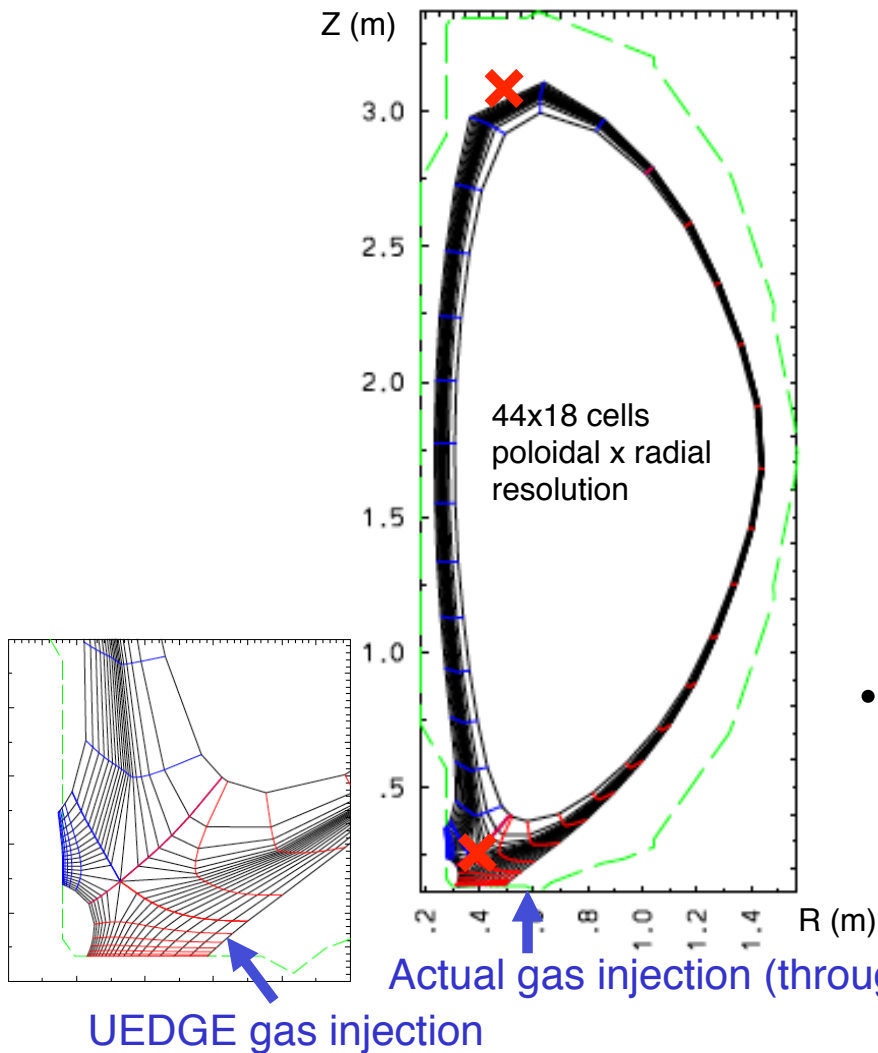 Z (m)
3.0
2.5
2.0
44x18 cells
poloidal x radial
resolution
1.5
1.0
•
.5
.2 .4 .6 .8 1.0 1.2 1.4
R (m)
Actual gas injection (throug
UEDGE gas injection